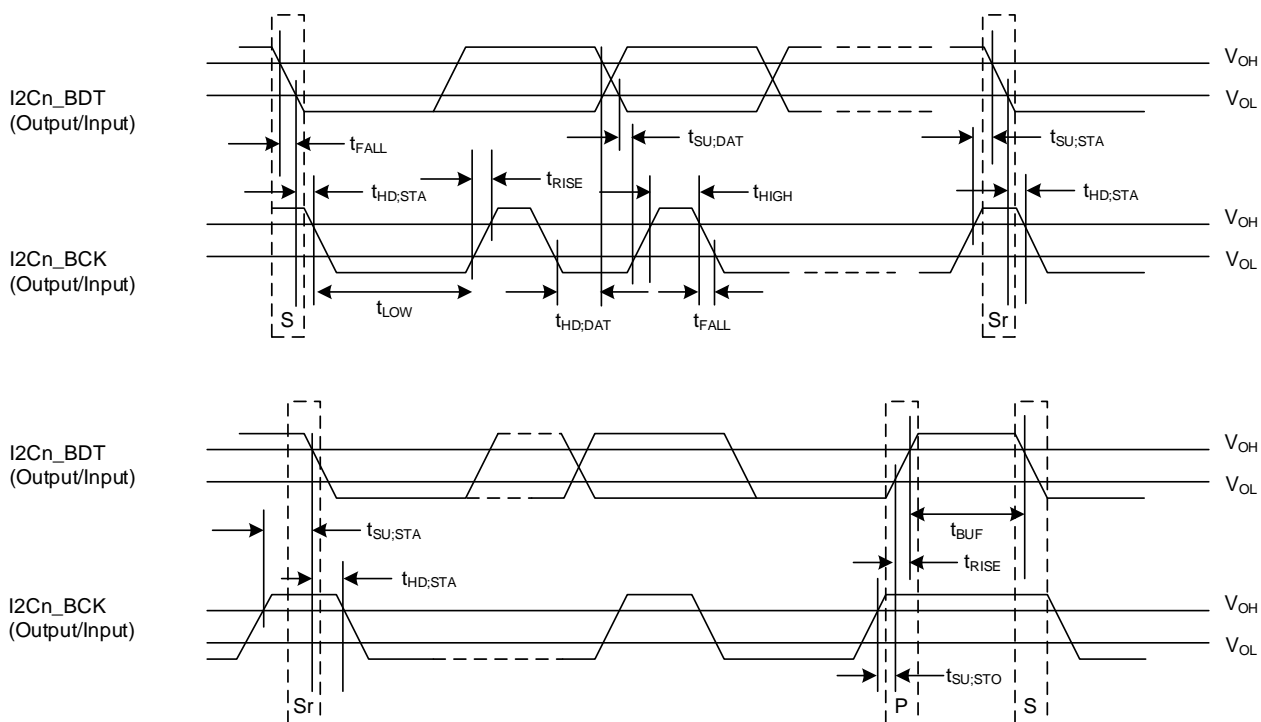 V_OH
I2Cn_BDT
(Output/Input)
V_OL
t_SU;DAT
t_SU;STA
t_FALL
t_RISE
t_HD;STA
t_HIGH
t_HD;STA
V_OH
I2Cn_BCK
(Output/Input)
V_OL
t_LOW
t_HD;DAT
t_FALL
S
Sr
I2Cn_BDT
(Output/Input)
V_OH
V_OL
t_SU;STA
t_BUF
t_RISE
t_HD;STA
I2Cn_BCK
(Output/Input)
V_OH
V_OL
t_SU;STO
Sr
P
S